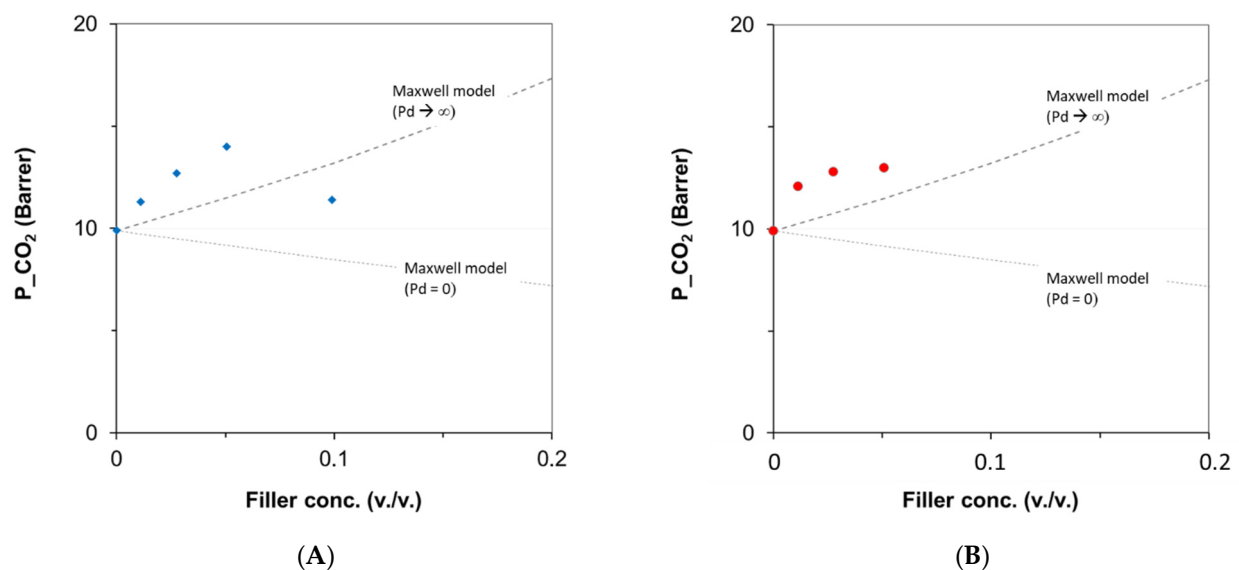 20
10
0
P_CO₂ (Barrer)
Maxwell model
(Pd → ∞)
Maxwell model
(Pd = 0)
0
0.1
0.2
Filler conc. (v./v.)
(A)
20
10
0
P_CO₂ (Barrer)
Maxwell model
(Pd → ∞)
Maxwell model
(Pd = 0)
0
0.1
0.2
Filler conc. (v./v.)
(B)